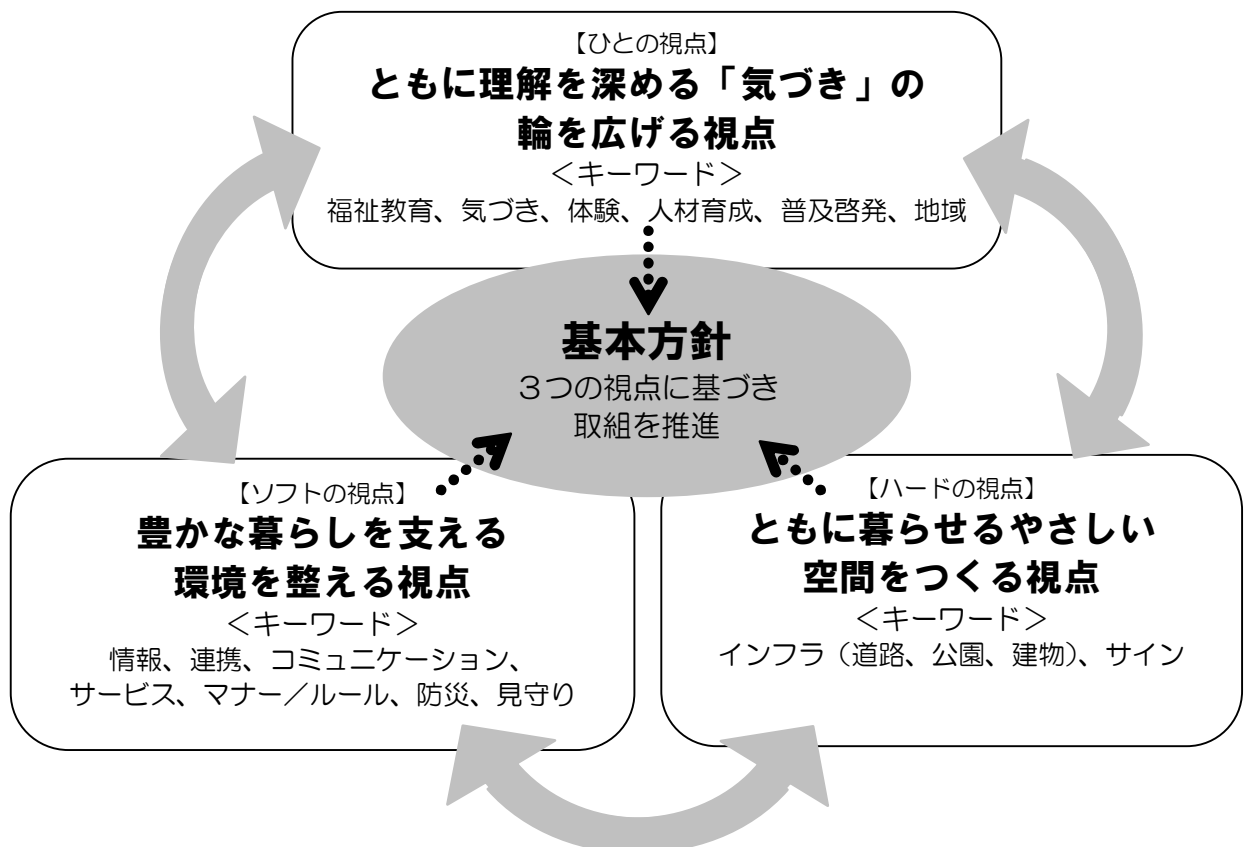 【ひとの視点】
ともに理解を深める「気づき」の
輪を広げる視点
＜キーワード＞
福祉教育、気づき、体験、人材育成、普及啓発、地域
基本方針
３つの視点に基づき
取組を推進
【ソフトの視点】
豊かな暮らしを支える
環境を整える視点
＜キーワード＞
情報、連携、コミュニケーション、
サービス、マナー／ルール、防災、見守り
【ハードの視点】
ともに暮らせるやさしい
空間をつくる視点
＜キーワード＞
インフラ（道路、公園、建物）、サイン